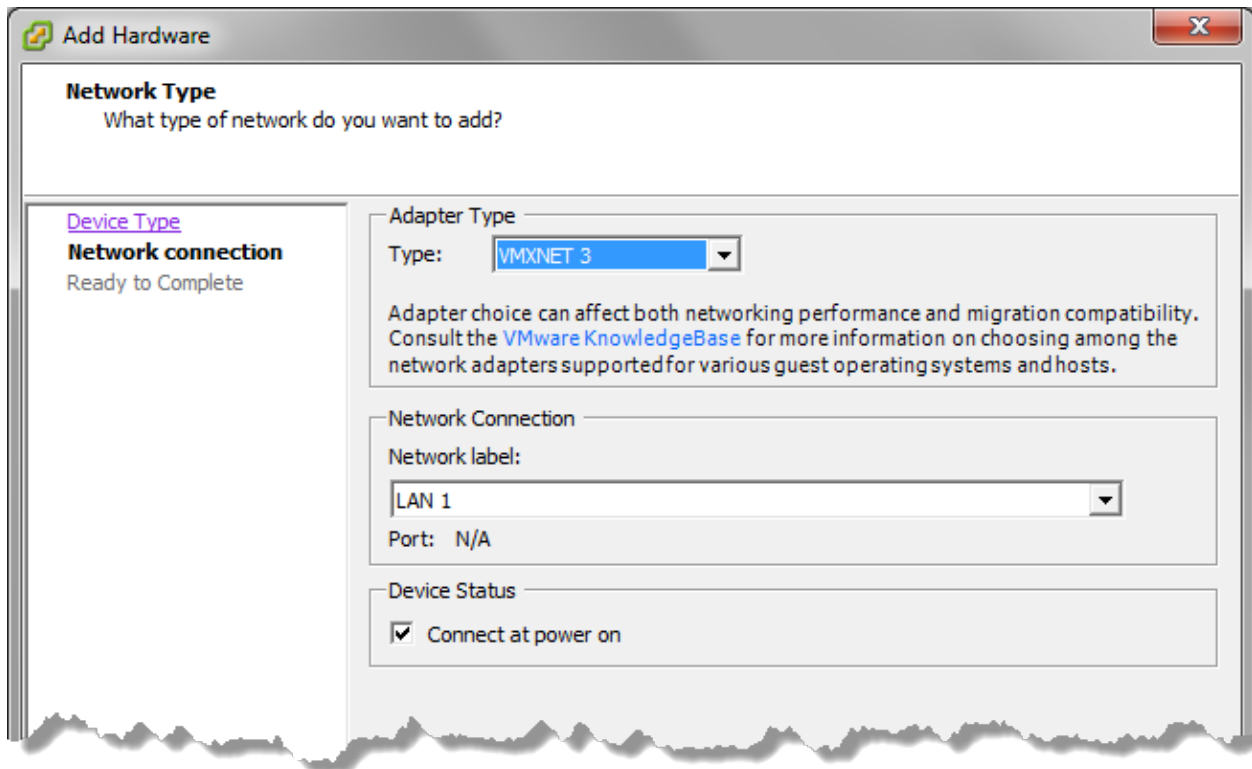 Add Hardware
Network Type
What type of network do you want to add?
Device Type
Network connection
Ready to Complete
Adapter Type
Type: VMXNET 3
Adapter choice can affect both networking performance and migration compatibility.
Consult the VMware KnowledgeBase for more information on choosing among the
network adapters supported for various guest operating systems and hosts.
Network Connection
Network label:
LAN 1
Port: N/A
Device Status
Connect at power on